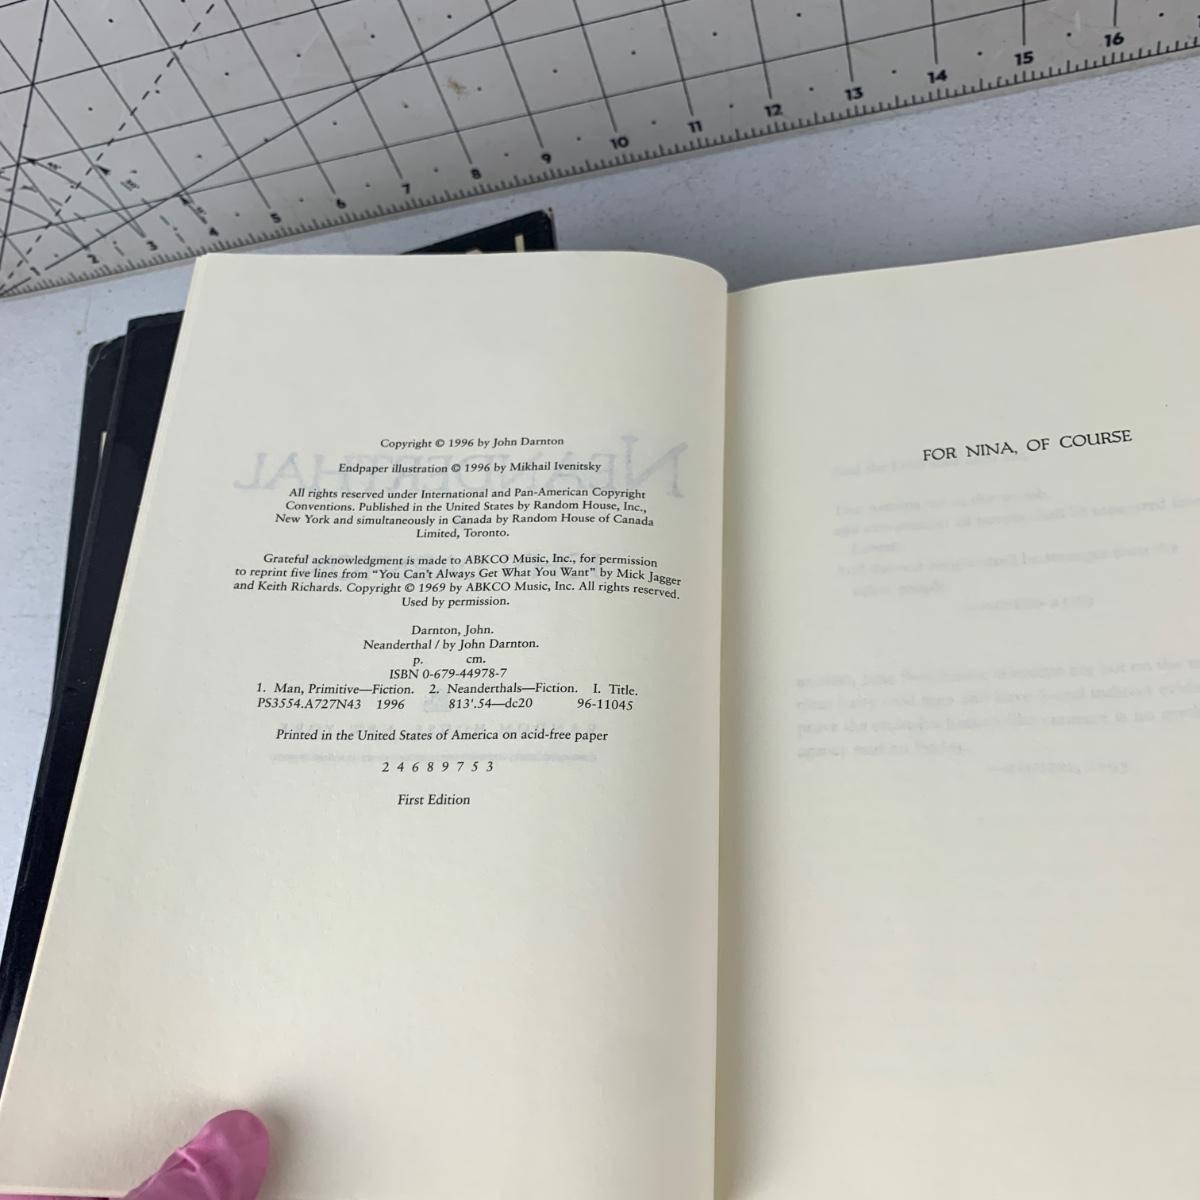 1 2 3 4 5 6 7 8 9 10 11 12 13 14 15 16
Copyright © 1996 by John Darnton
Endpaper illustration © 1996 by Mikhail Ivenitsky
All rights reserved under International and Pan-American Copyright
Conventions. Published in the United States by Random House, Inc.,
New York and simultaneously in Canada by Random House of Canada
Limited, Toronto.
Grateful acknowledgment is made to ABKCO Music, Inc., for permission
to reprint five lines from “You Can't Always Get What You Want” by Mick Jagger
and Keith Richards. Copyright © 1969 by ABKCO Music, Inc. All rights reserved.
Used by permission.
Darnton, John.
Neanderthal / by John Darnton.
p. cm.
ISBN 0-679-44978-7
1. Man, Primitive—Fiction. 2. Neanderthals—Fiction. I. Title.
PS3554.A727N43 1996 813'.54—dc20 96-11045
Printed in the United States of America on acid-free paper
2 4 6 8 9 7 5 3
First Edition
FOR NINA, OF COURSE
NEANDERTHAL